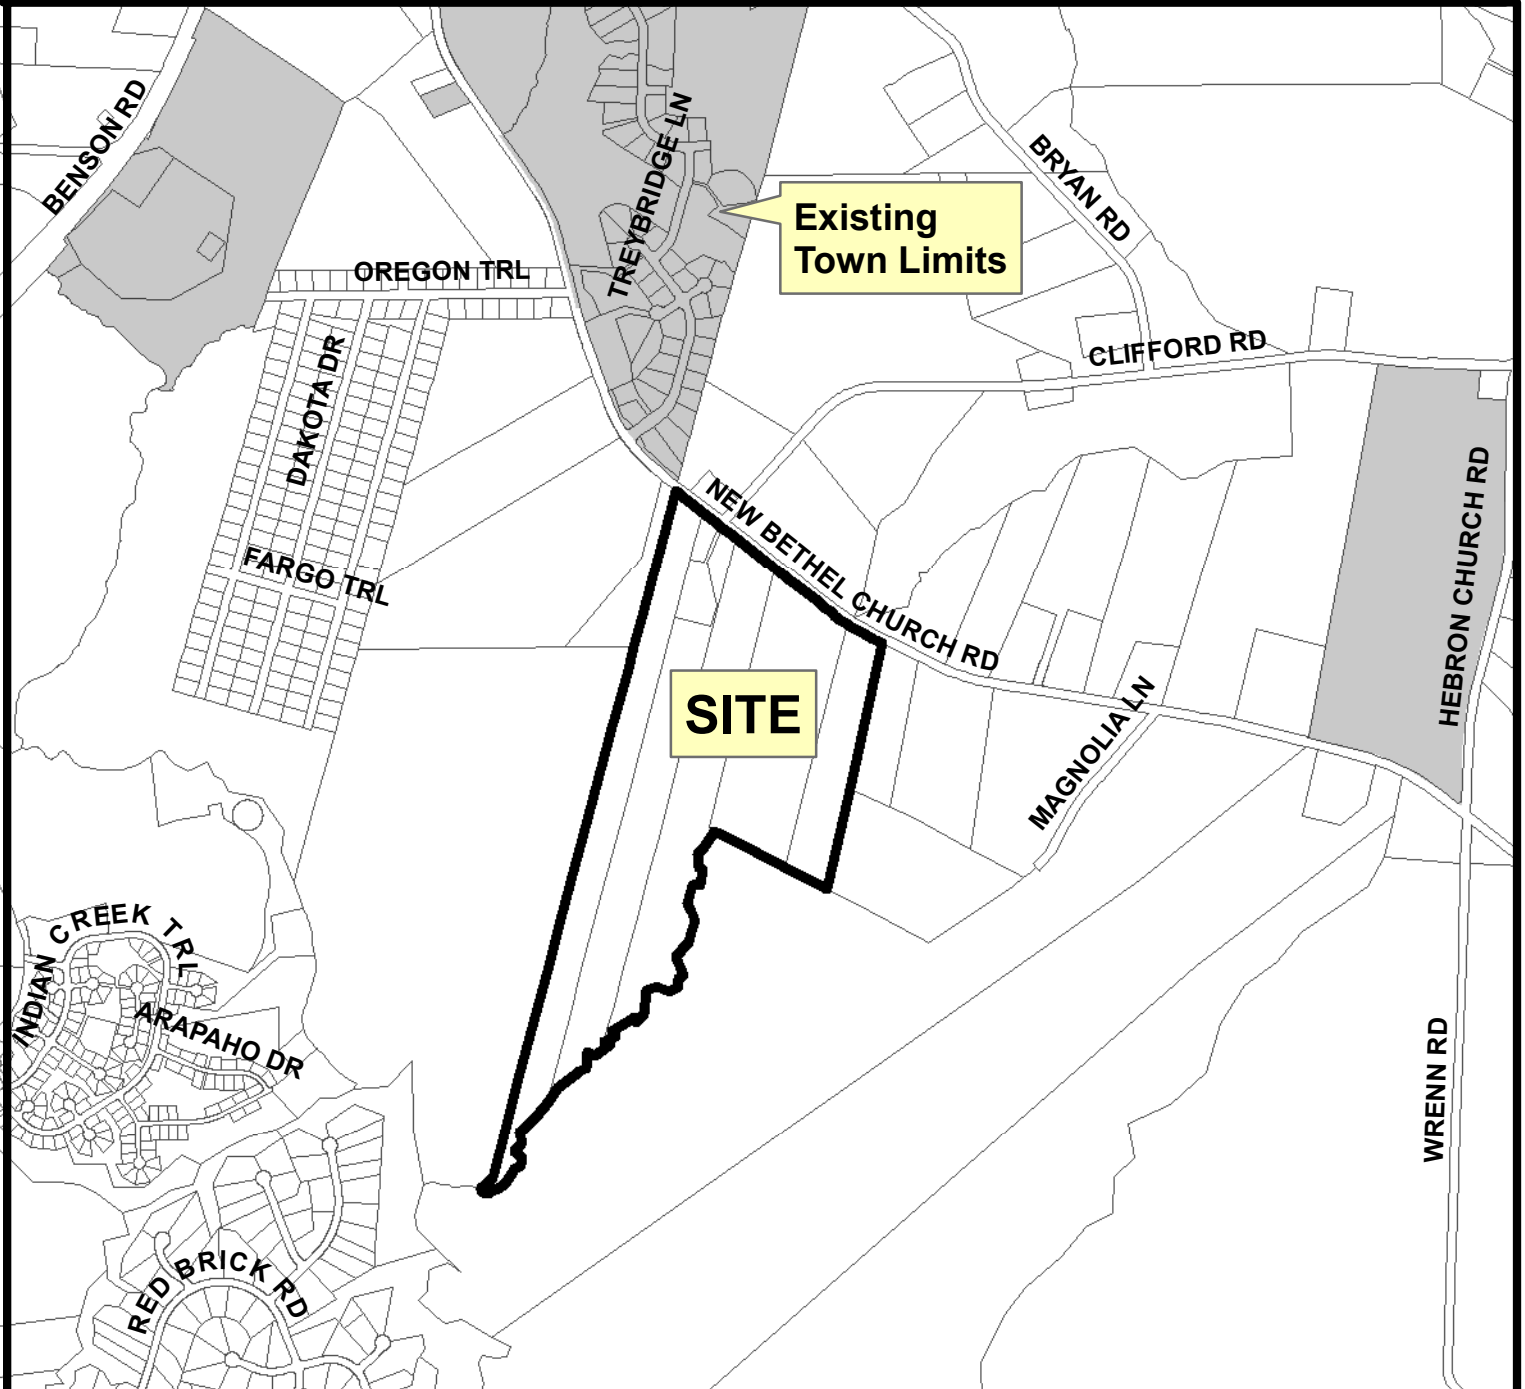 BENSON RD
TREYBRIDGE LN
BRYAN RD
Existing
Town Limits
OREGON TRL
CLIFFORD RD
DAKOTA DR
NEW BETHEL CHURCH RD
HEBRON CHURCH RD
FARGO TRL
SITE
MAGNOLIA LN
INDIAN CREEK TRL
ARAPAHO DR
WRENN RD
RED BRICK RD